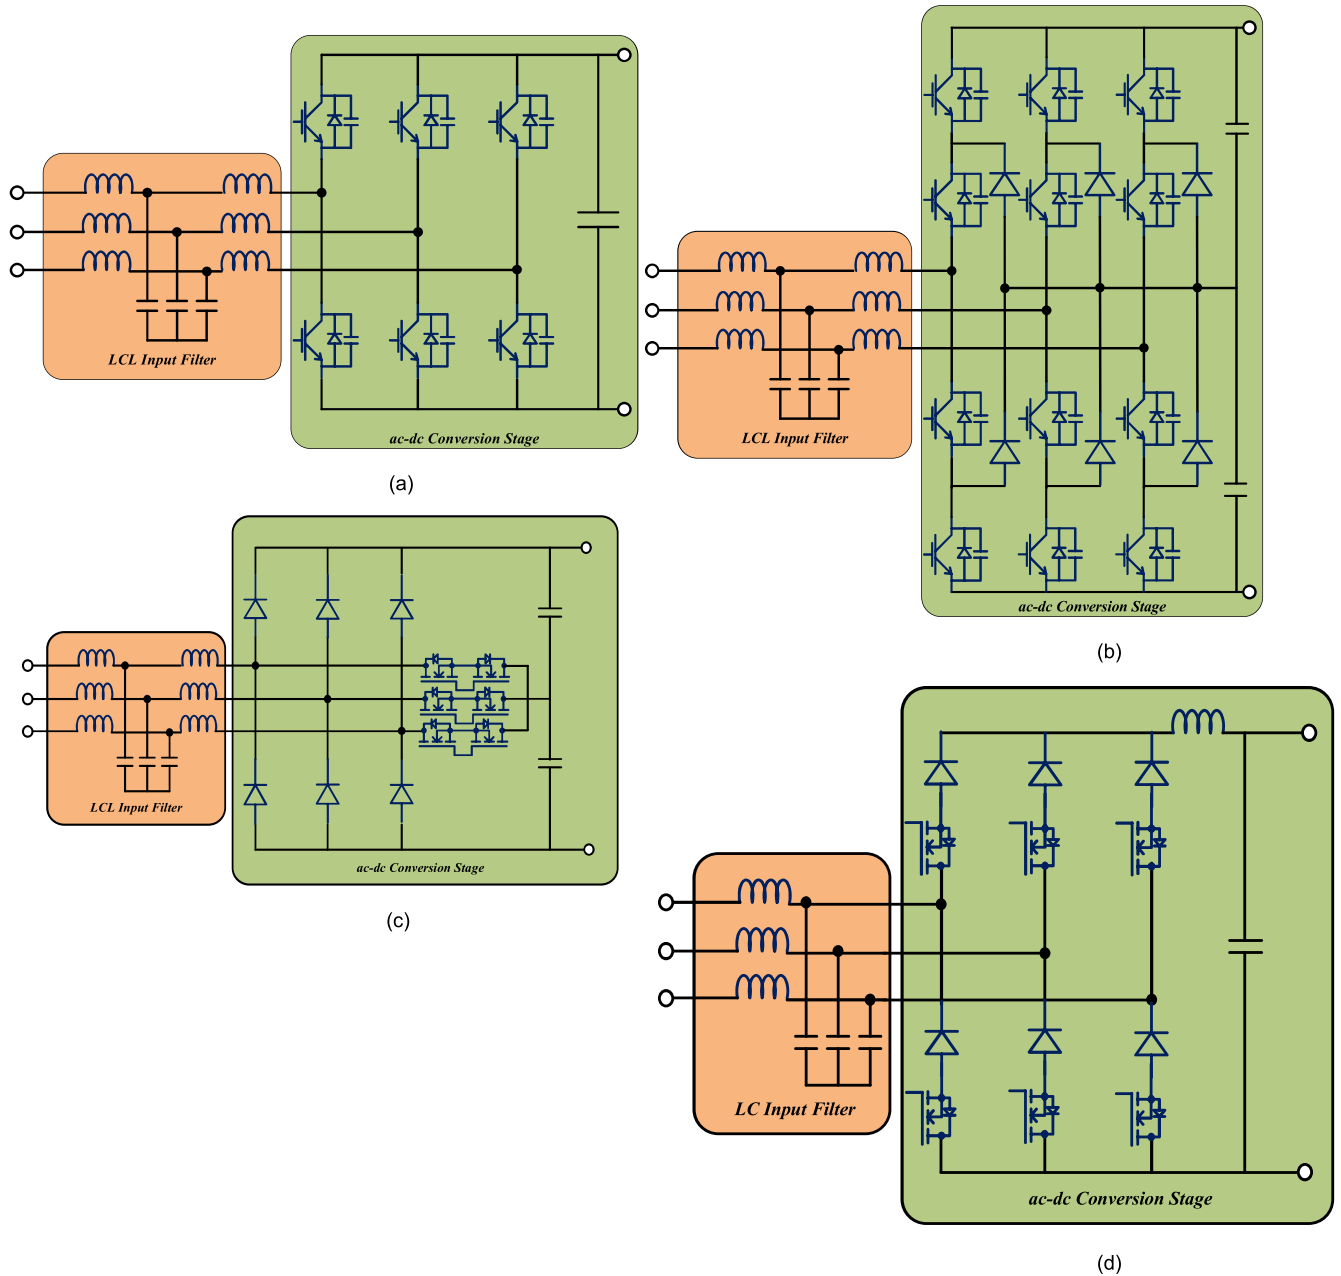 LCL Input Filter
ac-dc Conversion Stage
(a)
LCL Input Filter
ac-dc Conversion Stage
(b)
LCL Input Filter
ac-dc Conversion Stage
(c)
LC Input Filter
ac-dc Conversion Stage
(d)